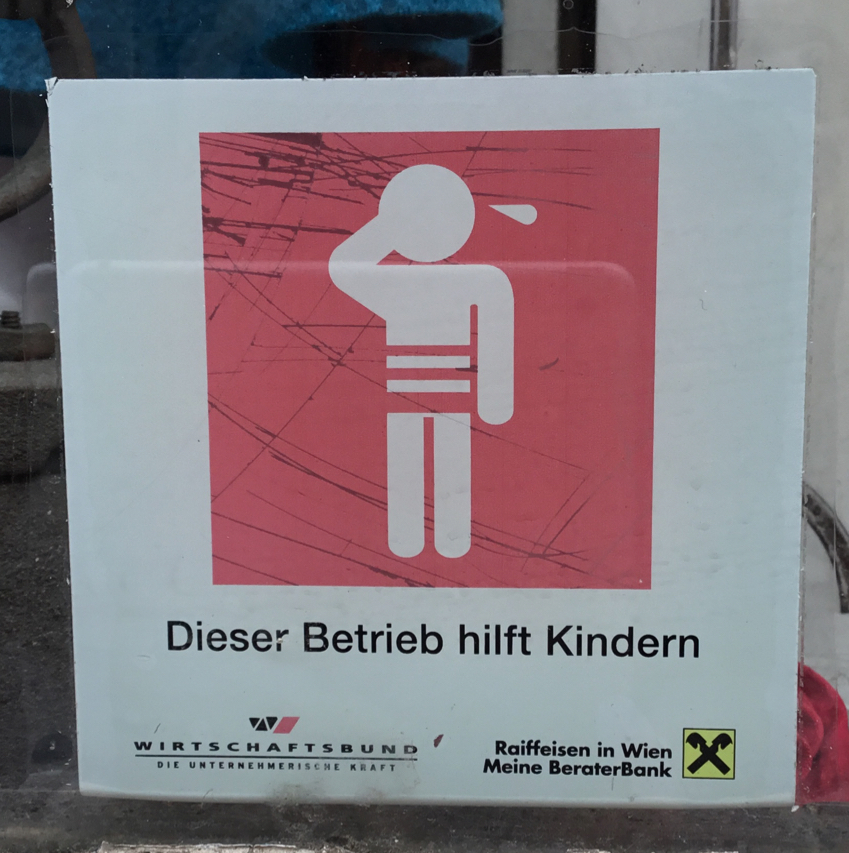 Dieser Betrieb hilft Kindern
WIRTSCHAFTSBUND
DIE UNTERNEHMERISCHE KRAFT
Raiffeisen in Wien
Meine BeraterBank